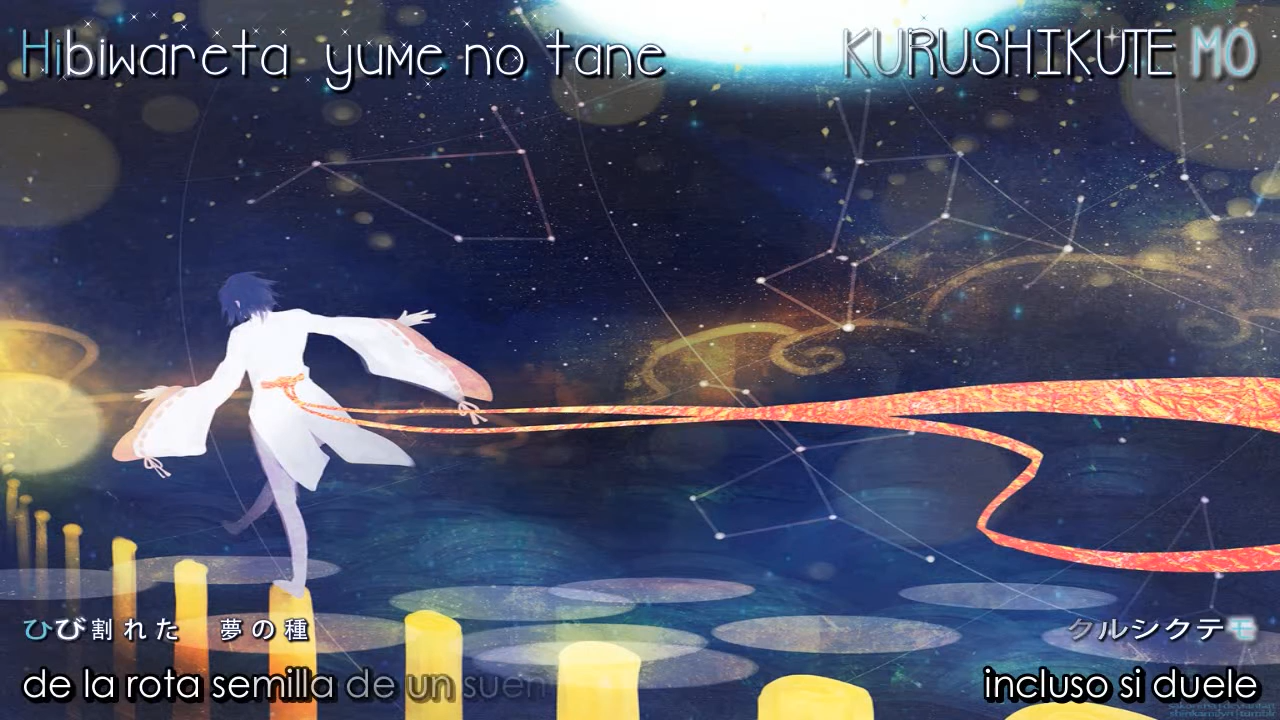 Hibiwareta yume no tane
KURUSHIKUTE MO
ひび割れた 夢の種
クルシクテモ
de la rota semilla de un suen
incluso si duele